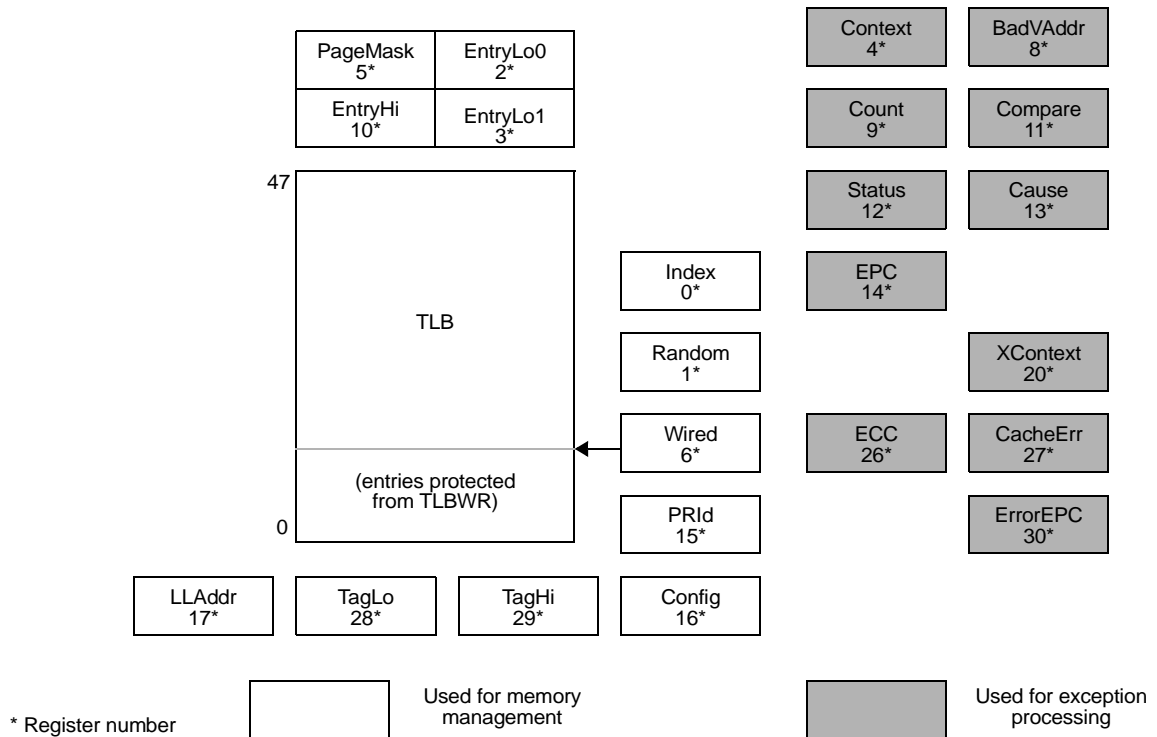 Context
4*
BadVAddr
8*
PageMask
5*
EntryLo0
2*
EntryHi
10*
EntryLo1
3*
Count
9*
Compare
11*
47
Status
12*
Cause
13*
Index
0*
EPC
14*
TLB
Random
1*
XContext
20*
Wired
6*
ECC
26*
CacheErr
27*
(entries protected
from TLBWR)
0
PRId
15*
ErrorEPC
30*
LLAddr
17*
TagLo
28*
TagHi
29*
Config
16*
* Register number
Used for memory
management
Used for exception
processing